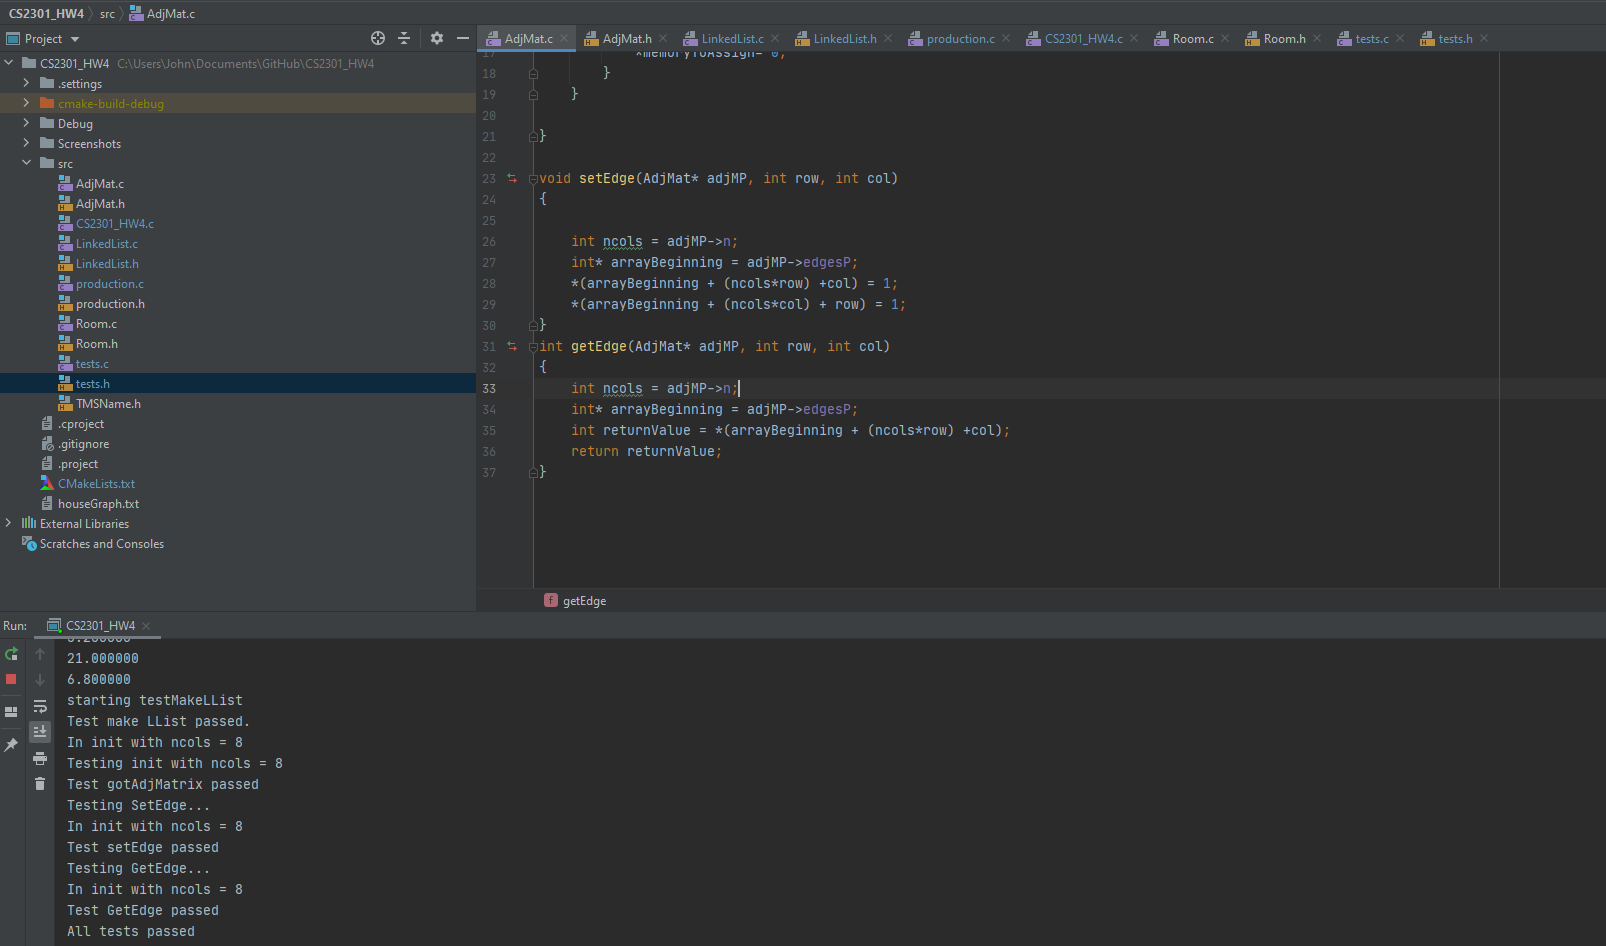 CS2301_HW4 src AdjMat.c
Project
AdjMat.c AdjMat.h LinkedList.c LinkedList.h production.c CS2301_HW4.c Room.c Room.h tests.c tests.h
CS2301_HW4 C:\Users\John\Documents\GitHub\CS2301_HW4
.settings
cmake-build-debug
Debug
Screenshots
src
AdjMat.c
AdjMat.h
CS2301_HW4.c
LinkedList.c
LinkedList.h
production.c
production.h
Room.c
Room.h
tests.c
tests.h
TMSName.h
.cproject
.gitignore
.project
CMakeLists.txt
houseGraph.txt
External Libraries
Scratches and Consoles
17 *memoryToAssign= 0;
18 }
19 }
20
21 }
22
23 void setEdge(AdjMat* adjMP, int row, int col)
24 {
25
26 int ncols = adjMP->n;
27 int* arrayBeginning = adjMP->edgesP;
28 *(arrayBeginning + (ncols*row) +col) = 1;
29 *(arrayBeginning + (ncols*col) + row) = 1;
30 }
31 int getEdge(AdjMat* adjMP, int row, int col)
32 {
33 int ncols = adjMP->n;
34 int* arrayBeginning = adjMP->edgesP;
35 int returnValue = *(arrayBeginning + (ncols*row) +col);
36 return returnValue;
37 }
f getEdge
Run: CS2301_HW4
21.000000
6.800000
starting testMakeLList
Test make LList passed.
In init with ncols = 8
Testing init with ncols = 8
Test gotAdjMatrix passed
Testing SetEdge...
In init with ncols = 8
Test setEdge passed
Testing GetEdge...
In init with ncols = 8
Test GetEdge passed
All tests passed